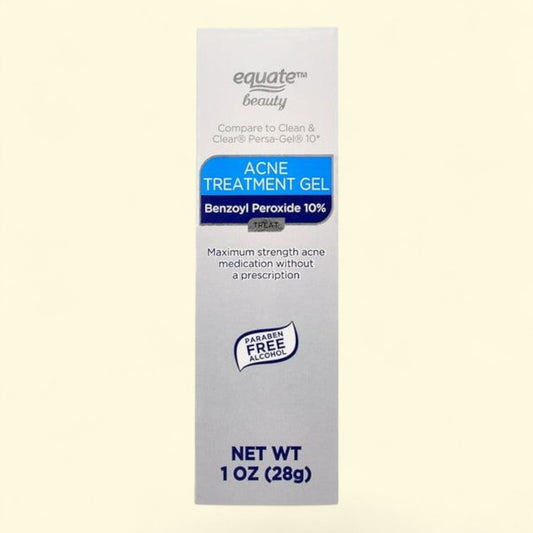 equate™
beauty
Compare to Clean &
Clear® Persa-Gel® 10*
ACNE
TREATMENT GEL
Benzoyl Peroxide 10%
TREAT
Maximum strength acne
medication without
a prescription
PARABEN
FREE
ALCOHOL
NET WT
1 OZ (28g)